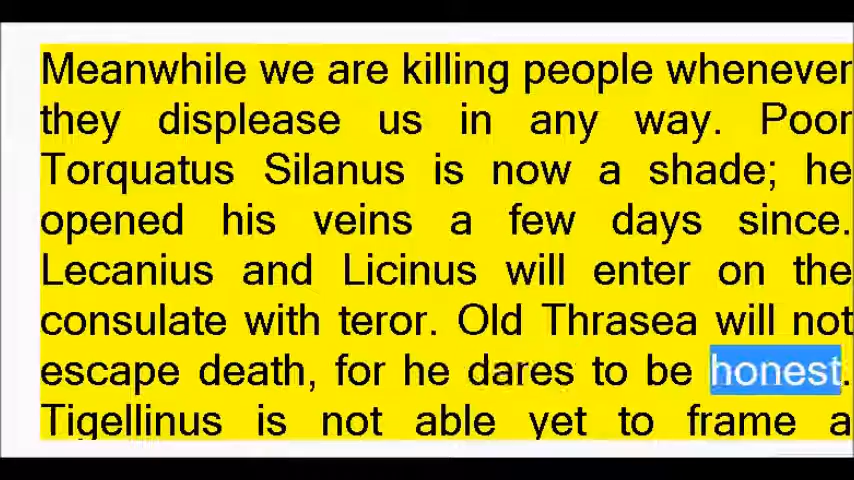 Meanwhile we are killing people whenever
they displease us in any way. Poor
Torquatus Silanus is now a shade; he
opened his veins a few days since.
Lecanius and Licinus will enter on the
consulate with teror. Old Thrasea will not
escape death, for he dares to be honest.
Tigellinus is not able yet to frame a